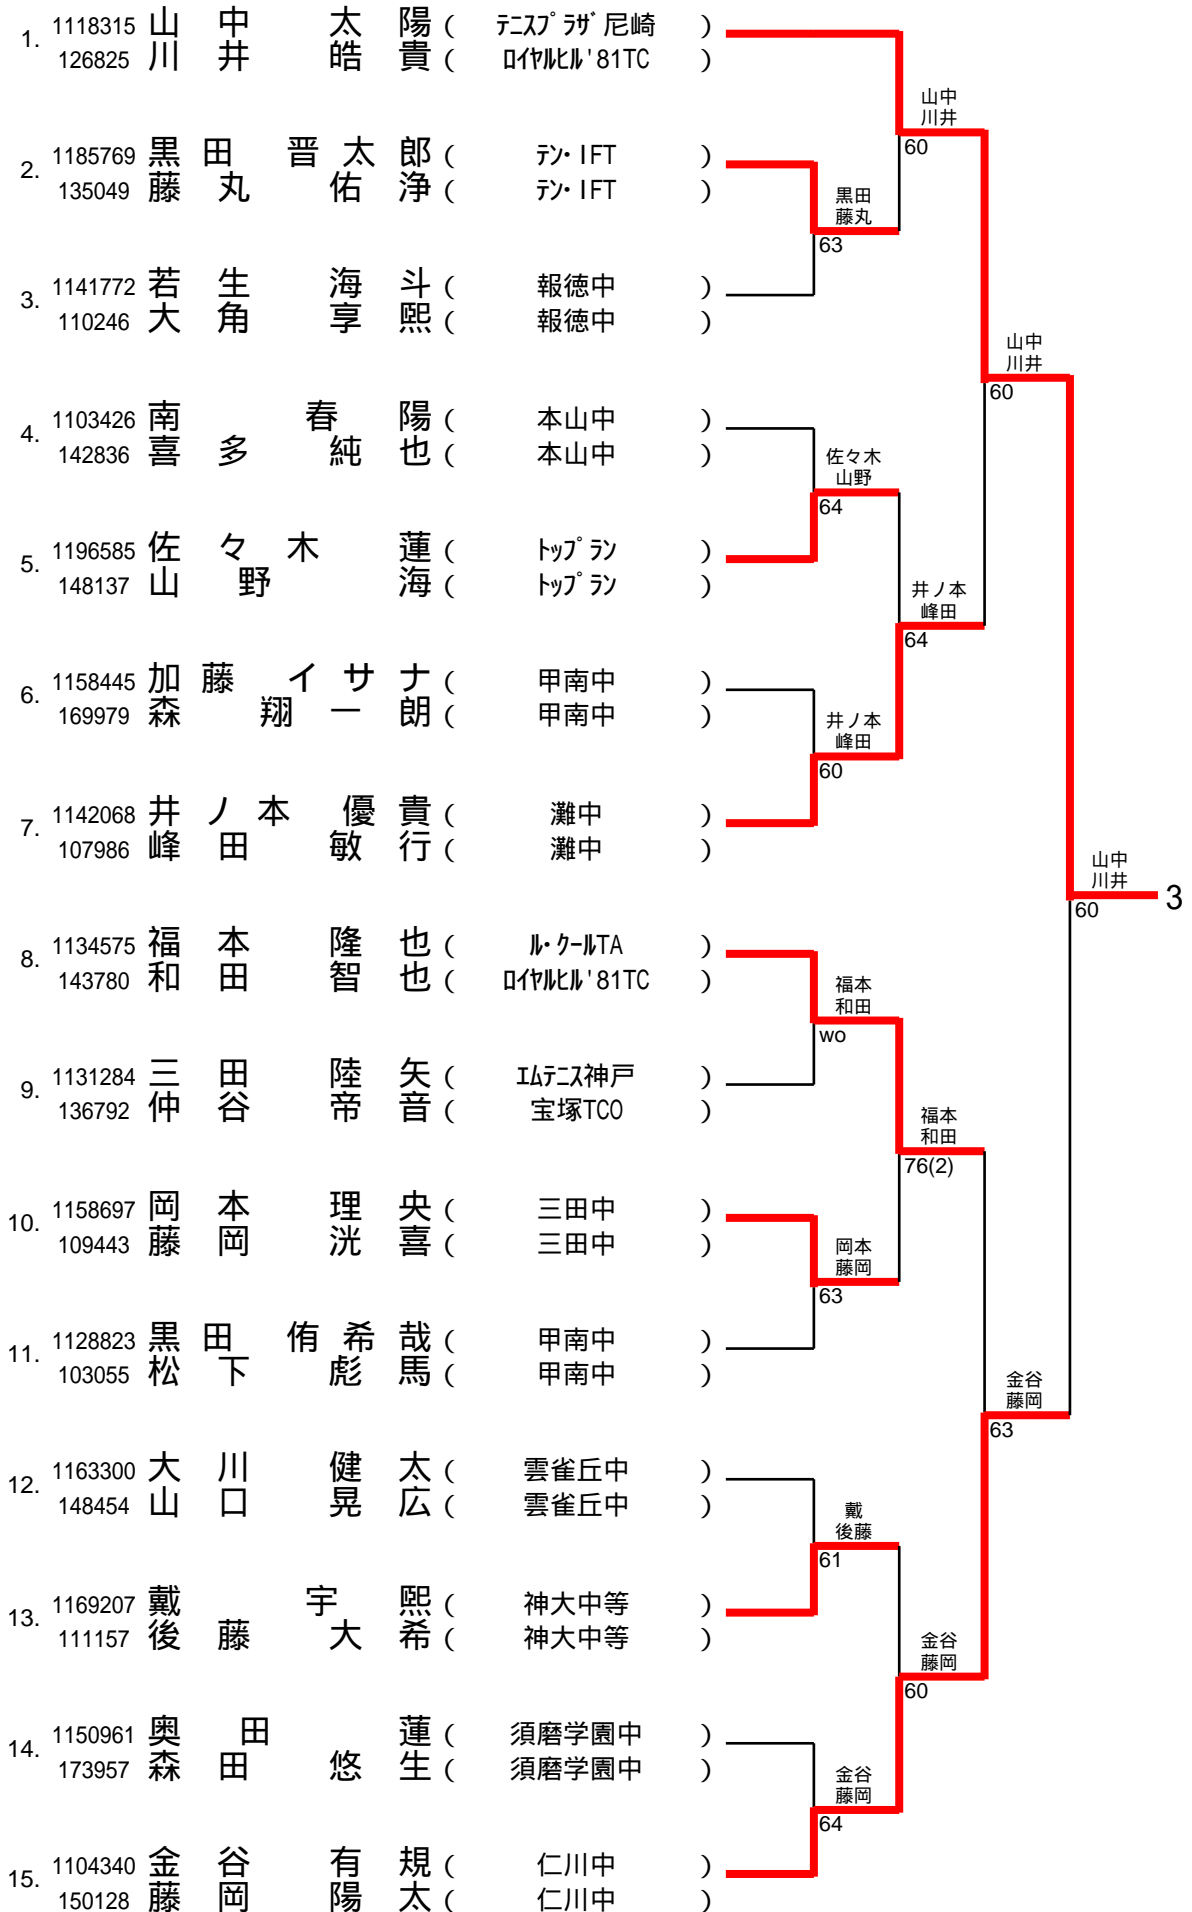 1. 1118315 山中 太陽 ( テニスプラザ尼崎 )
126825 川井 皓貴 ( ロイヤルヒル'81TC )
2. 1185769 黒田 晋太郎 ( テン・IFT )
135049 藤丸 佑浄 ( テン・IFT )
3. 1141772 若生 海斗 ( 報徳中 )
110246 大角 享熙 ( 報徳中 )
4. 1103426 南 春陽 ( 本山中 )
142836 喜多 純也 ( 本山中 )
5. 1196585 佐々木 蓮 ( トップラン )
148137 山野 海 ( トップラン )
6. 1158445 加藤 イサナ ( 甲南中 )
169979 森 翔一朗 ( 甲南中 )
7. 1142068 井ノ本 優貴 ( 灘中 )
107986 峰田 敏行 ( 灘中 )
8. 1134575 福本 隆也 ( ル・クールTA )
143780 和田 智也 ( ロイヤルヒル'81TC )
9. 1131284 三田 陸矢 ( エムテニス神戸 )
136792 仲谷 帝音 ( 宝塚TCO )
10. 1158697 岡本 理央 ( 三田中 )
109443 藤岡 洸喜 ( 三田中 )
11. 1128823 黒田 侑希哉 ( 甲南中 )
103055 松下 彪馬 ( 甲南中 )
12. 1163300 大川 健太 ( 雲雀丘中 )
148454 山口 晃広 ( 雲雀丘中 )
13. 1169207 戴 宇熙 ( 神大中等 )
111157 後藤 大希 ( 神大中等 )
14. 1150961 奥田 蓮 ( 須磨学園中 )
173957 森田 悠生 ( 須磨学園中 )
15. 1104340 金谷 有規 ( 仁川中 )
150128 藤岡 陽太 ( 仁川中 )
黒田
藤丸
63
佐々木
山野
64
井ノ本
峰田
60
福本
和田
wo
岡本
藤岡
63
戴
後藤
61
金谷
藤岡
64
山中
川井
60
井ノ本
峰田
64
福本
和田
76(2)
金谷
藤岡
60
山中
川井
60
金谷
藤岡
63
山中
川井
60
3